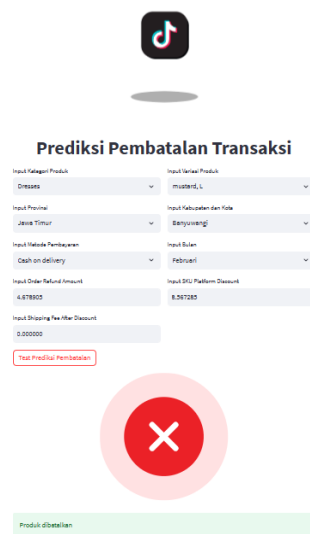 Prediksi Pembatalan Transaksi
Input Kategori Produk
Input Variasi Produk
Dresses
mustard, L
Input Provinsi
Input Kabupaten dan Kota
Jawa Timur
Banyuwangi
Input Metode Pembayaran
Input Bulan
Cash on delivery
Februari
Input Order Refund Amount
Input SKU Platform Discount
4.678905
8.567285
Input Shipping Fee After Discount
0.000000
Test Prediksi Pembatalan
Produk dibatalkan